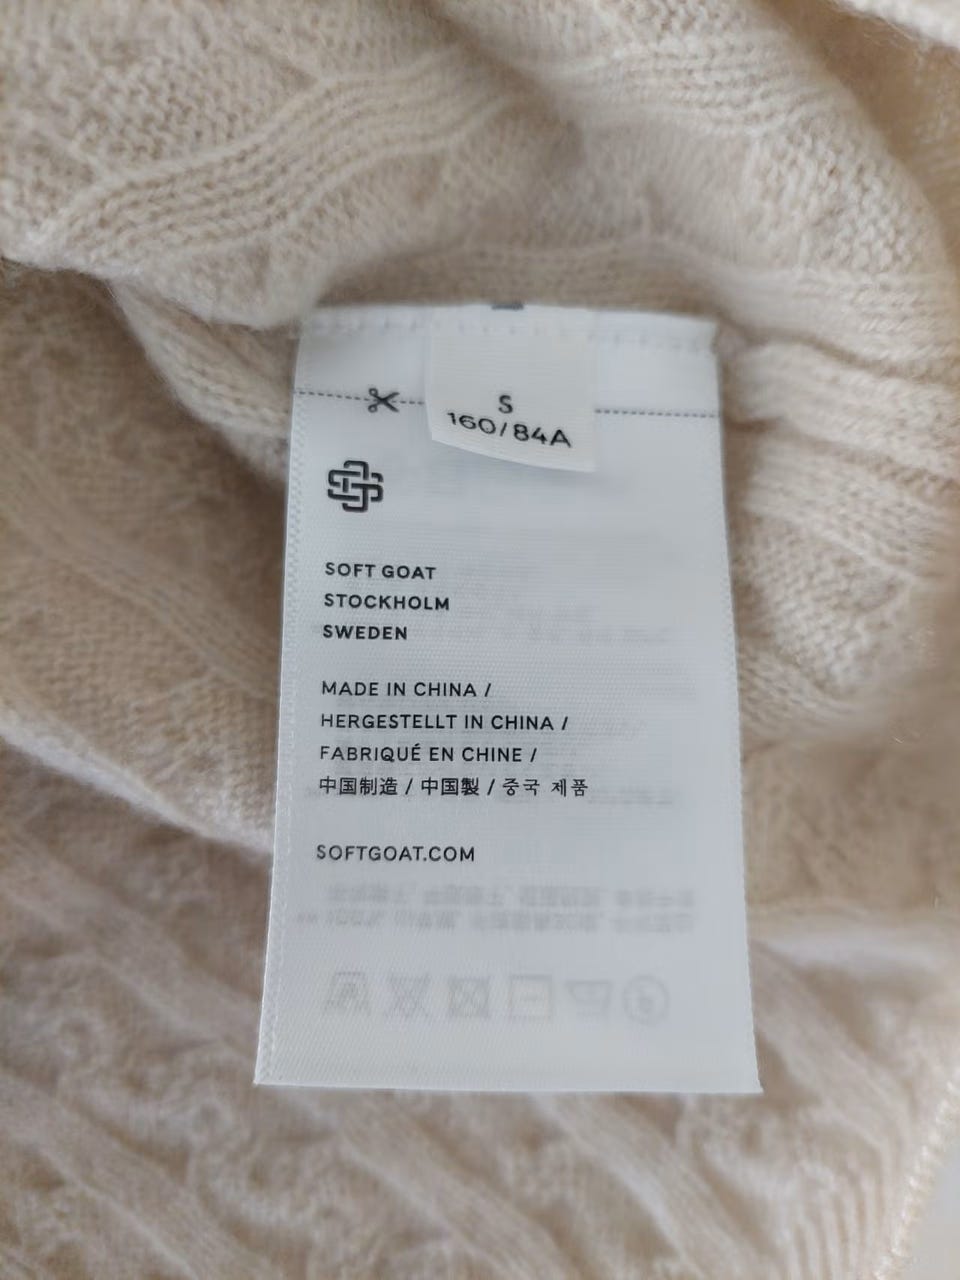 S
160/84A
SOFT GOAT
STOCKHOLM
SWEDEN
MADE IN CHINA /
HERGESTELLT IN CHINA /
FABRIQUÉ EN CHINE /
中国制造 / 中国製 / 중국 제품
SOFTGOAT.COM